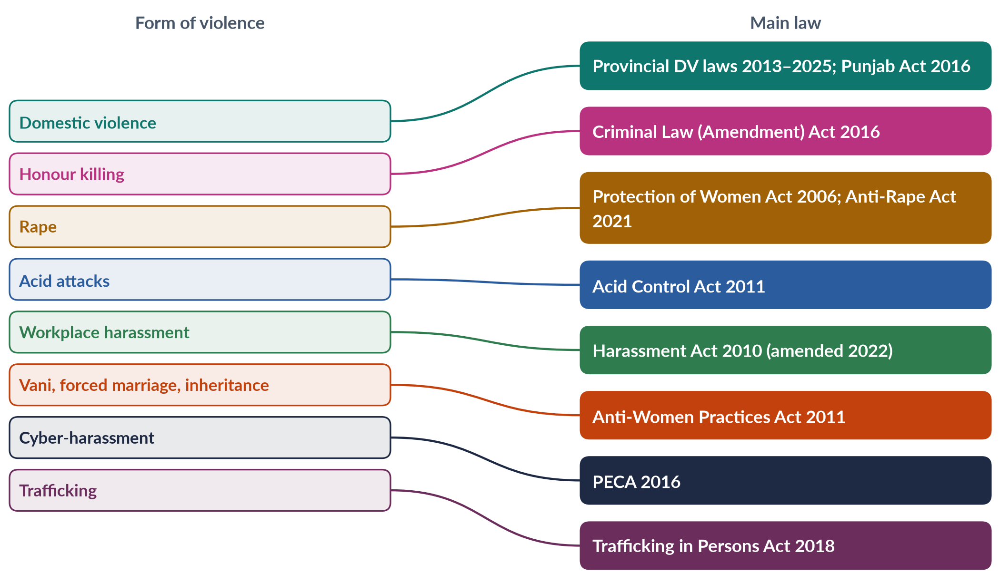 Form of violence
Main law
Domestic violence
Provincial DV laws 2013–2025; Punjab Act 2016
Honour killing
Criminal Law (Amendment) Act 2016
Rape
Protection of Women Act 2006; Anti-Rape Act
2021
Acid attacks
Acid Control Act 2011
Workplace harassment
Harassment Act 2010 (amended 2022)
Vani, forced marriage, inheritance
Anti-Women Practices Act 2011
Cyber-harassment
PECA 2016
Trafficking
Trafficking in Persons Act 2018